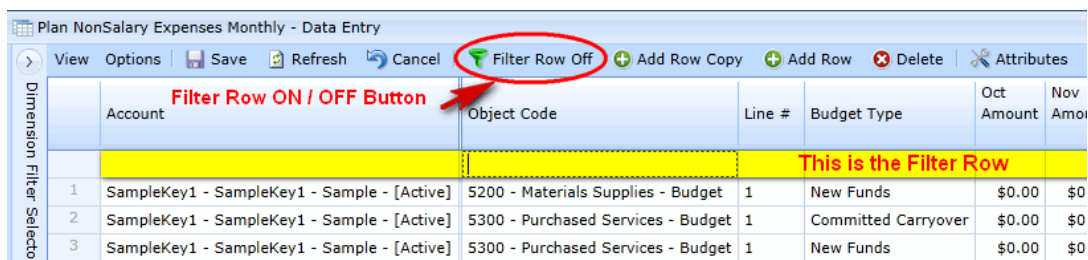 Plan NonSalary Expenses Monthly - Data Entry
View Options Save Refresh Cancel Filter Row Off Add Row Copy Add Row Delete Attributes
Filter Row ON / OFF Button
Account Object Code Line # Budget Type Oct Amount Nov
This is the Filter Row
1 SampleKey1 - SampleKey1 - Sample - [Active] 5200 - Materials Supplies - Budget 1 New Funds $0.00 $0
2 SampleKey1 - SampleKey1 - Sample - [Active] 5300 - Purchased Services - Budget 1 Committed Carryover $0.00 $0
3 SampleKey1 - SampleKey1 - Sample - [Active] 5300 - Purchased Services - Budget 1 New Funds $0.00 $0
Dimension Filter Selecto